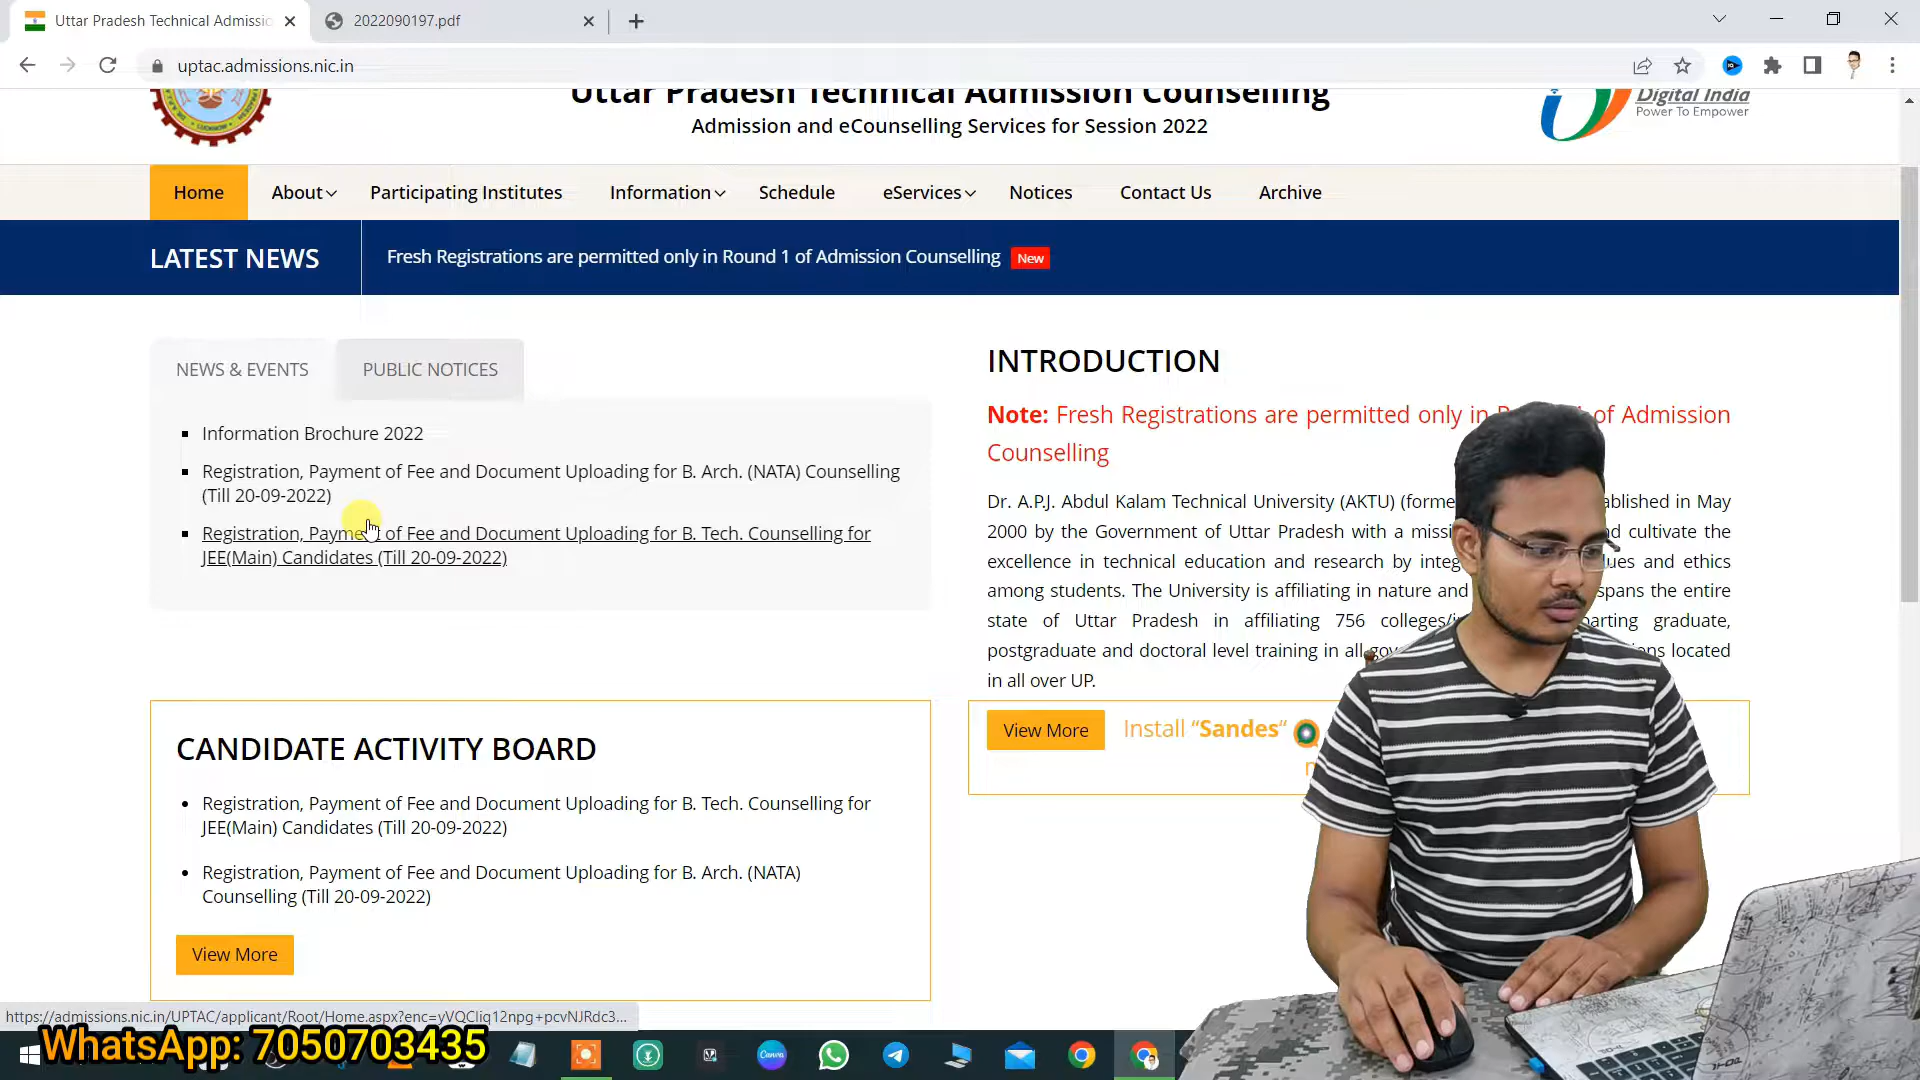 Uttar Pradesh Technical Admissio
2022090197.pdf
uptac.admissions.nic.in
Uttar Pradesh Technical Admission Counselling
Admission and eCounselling Services for Session 2022
Digital India
Power To Empower
Home
About
Participating Institutes
Information
Schedule
eServices
Notices
Contact Us
Archive
LATEST NEWS
Fresh Registrations are permitted only in Round 1 of Admission Counselling
New
NEWS & EVENTS
PUBLIC NOTICES
Information Brochure 2022
Registration, Payment of Fee and Document Uploading for B. Arch. (NATA) Counselling
(Till 20-09-2022)
Registration, Payment of Fee and Document Uploading for B. Tech. Counselling for
JEE(Main) Candidates (Till 20-09-2022)
INTRODUCTION
Note: Fresh Registrations are permitted only in of Admission
Counselling
Dr. A.P.J. Abdul Kalam Technical University (AKTU) in May
2000 by the Government of Uttar Pradesh with a cultivate the
excellence in technical education and research by and ethics
among students. The University is affiliating in nature and spans the entire
state of Uttar Pradesh in affiliating 756 graduate,
postgraduate and doctoral level training in all located
in all over UP.
View More
Install “Sandes“
CANDIDATE ACTIVITY BOARD
Registration, Payment of Fee and Document Uploading for B. Tech. Counselling for
JEE(Main) Candidates (Till 20-09-2022)
Registration, Payment of Fee and Document Uploading for B. Arch. (NATA)
Counselling (Till 20-09-2022)
View More
https://admissions.nic.in/UPTAC/applicant/Root/Home.aspx?enc=yVQCliq12npg+pcvNJRdc3...
WhatsApp: 7050703435
Canva